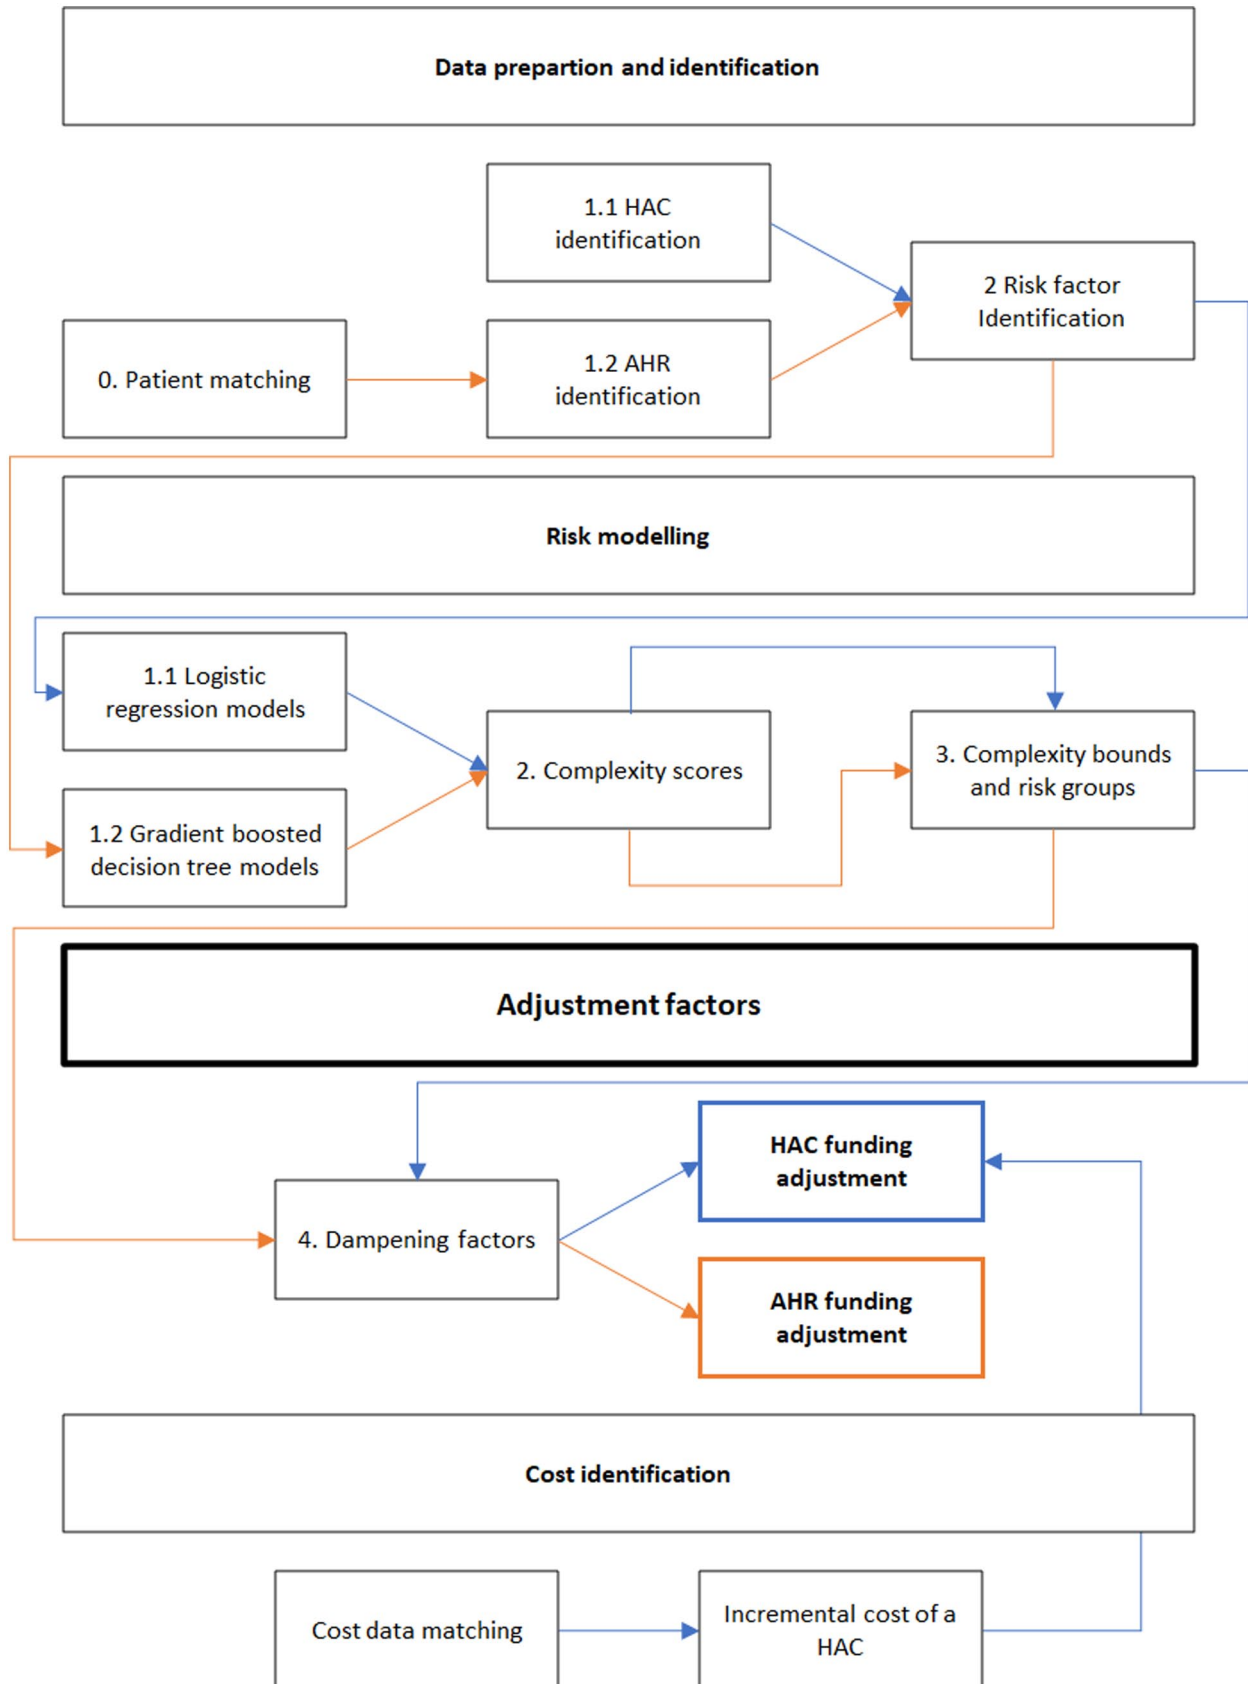 Data prepartion and identification
1.1 HAC
identification
2 Risk factor
Identification
0. Patient matching
1.2 AHR
identification
Risk modelling
1.1 Logistic
regression models
2. Complexity scores
3. Complexity bounds
and risk groups
1.2 Gradient boosted
decision tree models
Adjustment factors
HAC funding
adjustment
4. Dampening factors
AHR funding
adjustment
Cost identification
Cost data matching
Incremental cost of a
HAC